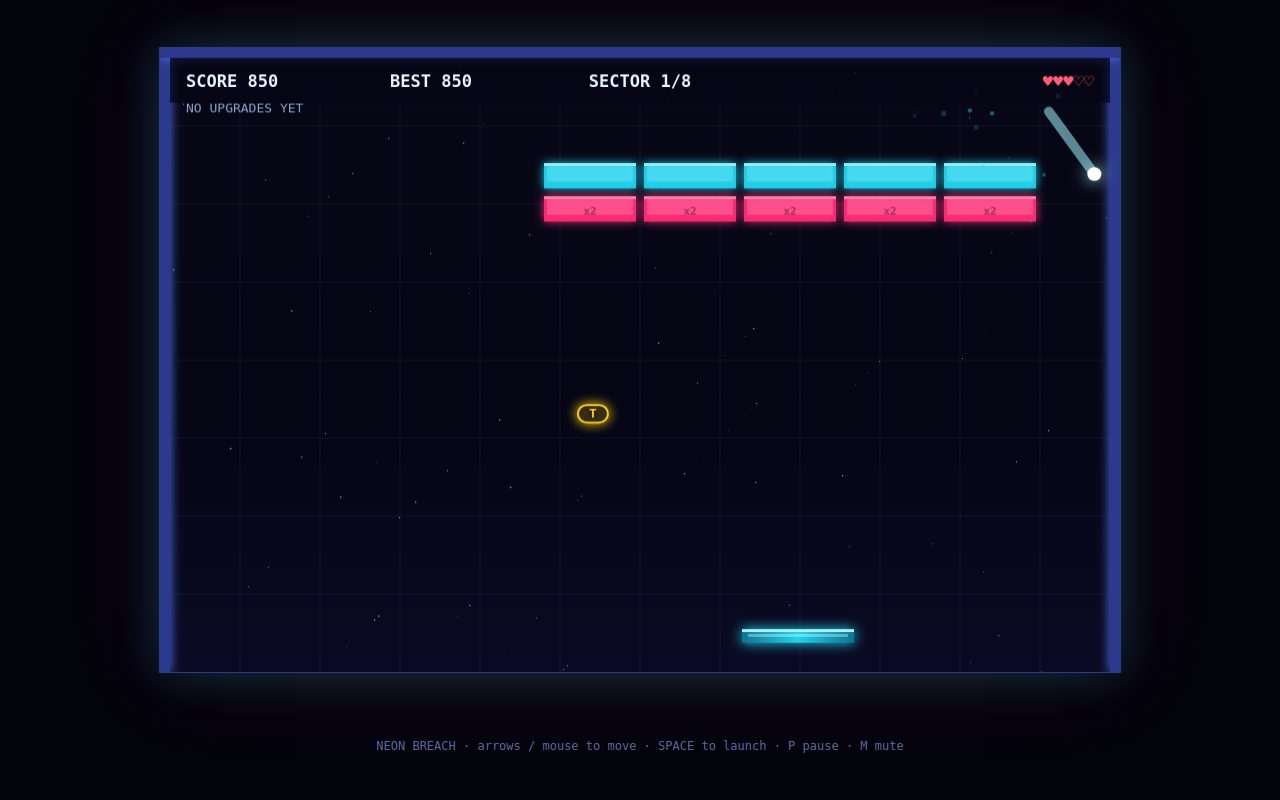 SCORE 850 BEST 850 SECTOR 1/8 ♥♥♥♡♡
NO UPGRADES YET
x2 x2 x2 x2 x2
T
NEON BREACH · arrows / mouse to move · SPACE to launch · P pause · M mute